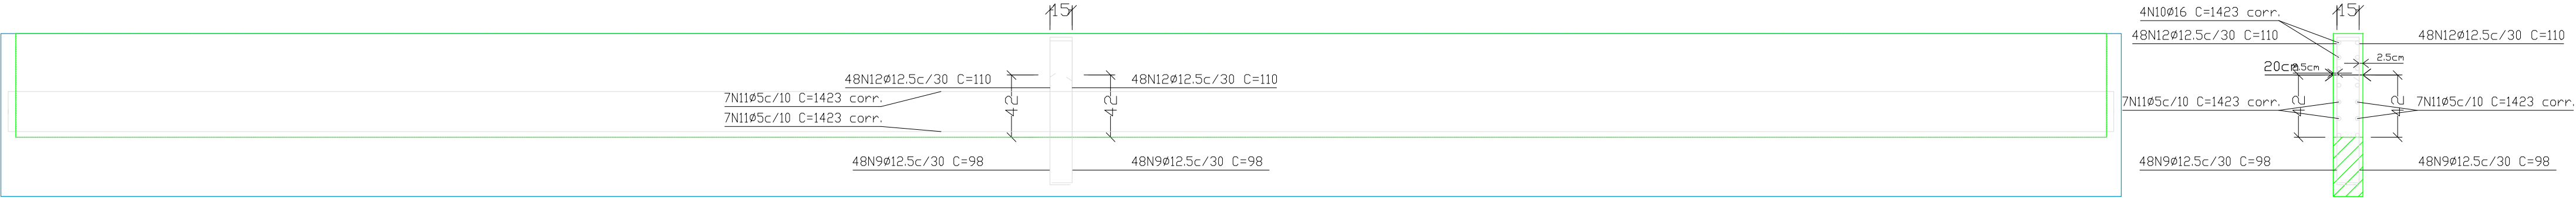 15
48N12ø12.5c/30 C=110
48N12ø12.5c/30 C=110
7N11ø5c/10 C=1423 corr.
42
42
7N11ø5c/10 C=1423 corr.
48N9ø12.5c/30 C=98
48N9ø12.5c/30 C=98
4N10ø16 C=1423 corr.
15
48N12ø12.5c/30 C=110
48N12ø12.5c/30 C=110
2.5cm
20cm
2.5cm
7N11ø5c/10 C=1423 corr.
42
42
7N11ø5c/10 C=1423 corr.
48N9ø12.5c/30 C=98
48N9ø12.5c/30 C=98